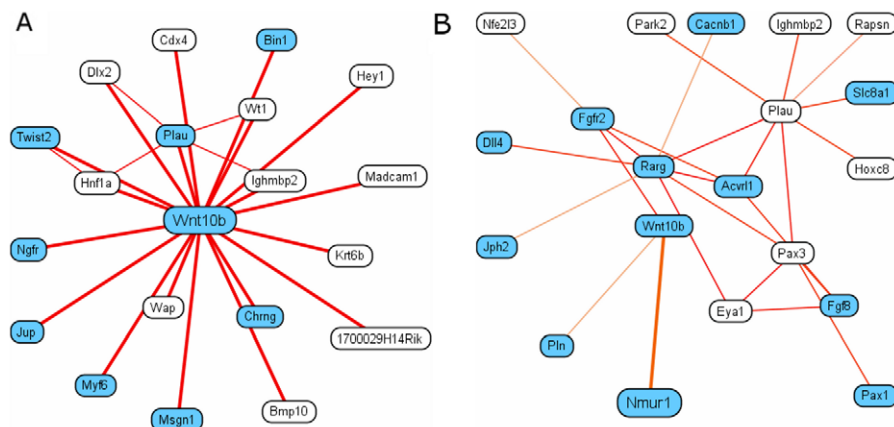 A
Cdx4
Bin1
Dlx2
Hey1
Wt1
Twist2
Plau
Hnf1a
Ighmbp2
Madcam1
Wnt10b
Ngfr
Krt6b
Wap
Chrng
Jup
1700029H14Rik
Myf6
Msgn1
Bmp10
B
Nfe2l3
Park2
Cacnb1
Ighmbp2
Rapsn
Slc8a1
Plau
Fgfr2
Dll4
Rarg
Acvrl1
Hoxc8
Wnt10b
Jph2
Pax3
Eya1
Fgf8
Pln
Nmur1
Pax1